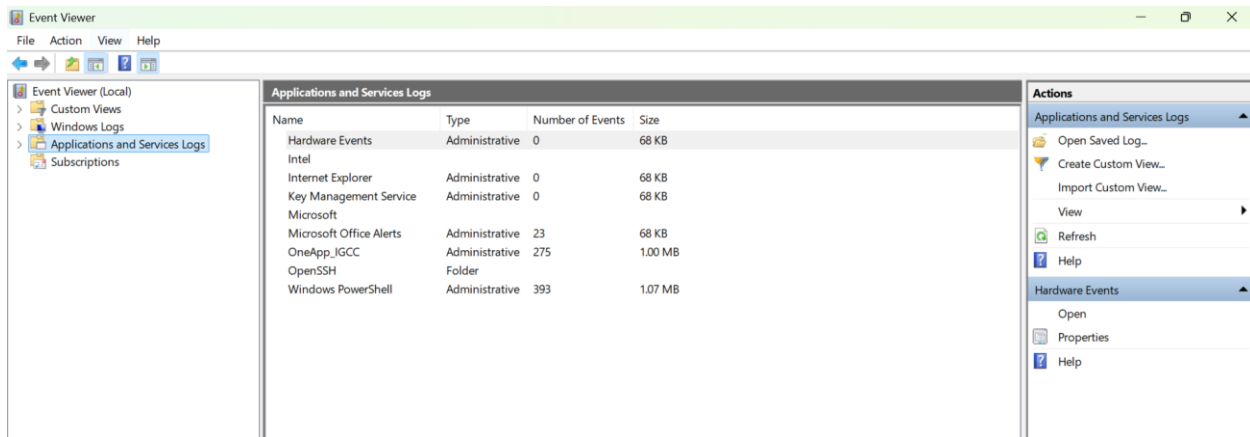 Event Viewer
File Action View Help
Event Viewer (Local)
Custom Views
Windows Logs
Applications and Services Logs
Subscriptions
Applications and Services Logs
Name Type Number of Events Size
Hardware Events Administrative 0 68 KB
Intel
Internet Explorer Administrative 0 68 KB
Key Management Service Administrative 0 68 KB
Microsoft
Microsoft Office Alerts Administrative 23 68 KB
OneApp_IGCC Administrative 275 1.00 MB
OpenSSH Folder
Windows PowerShell Administrative 393 1.07 MB
Actions
Applications and Services Logs
Open Saved Log...
Create Custom View...
Import Custom View...
View
Refresh
Help
Hardware Events
Open
Properties
Help